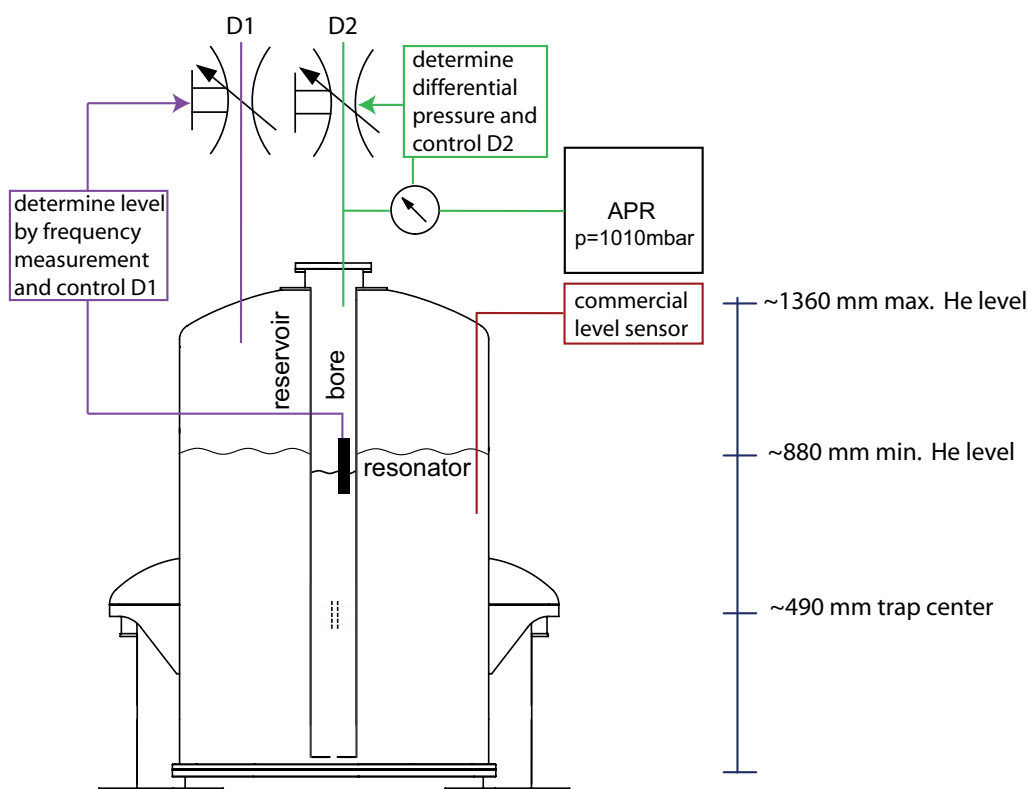 D1
D2
determine
differential
pressure and
control D2
APR
p=1010mbar
determine level
by frequency
measurement
and control D1
commercial
level sensor
reservoir
bore
resonator
~1360 mm max. He level
~880 mm min. He level
~490 mm trap center